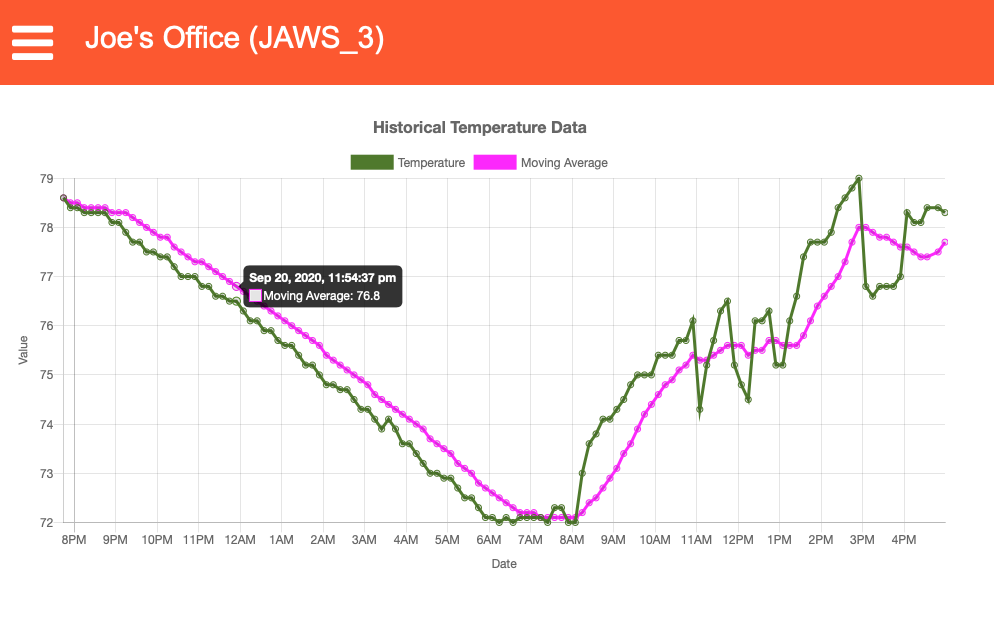 Joe's Office (JAWS_3)
Historical Temperature Data
Temperature Moving Average
79
78
77
76
75
74
73
72
Value
Sep 20, 2020, 11:54:37 pm
Moving Average: 76.8
8PM 9PM 10PM 11PM 12AM 1AM 2AM 3AM 4AM 5AM 6AM 7AM 8AM 9AM 10AM 11AM 12PM 1PM 2PM 3PM 4PM
Date